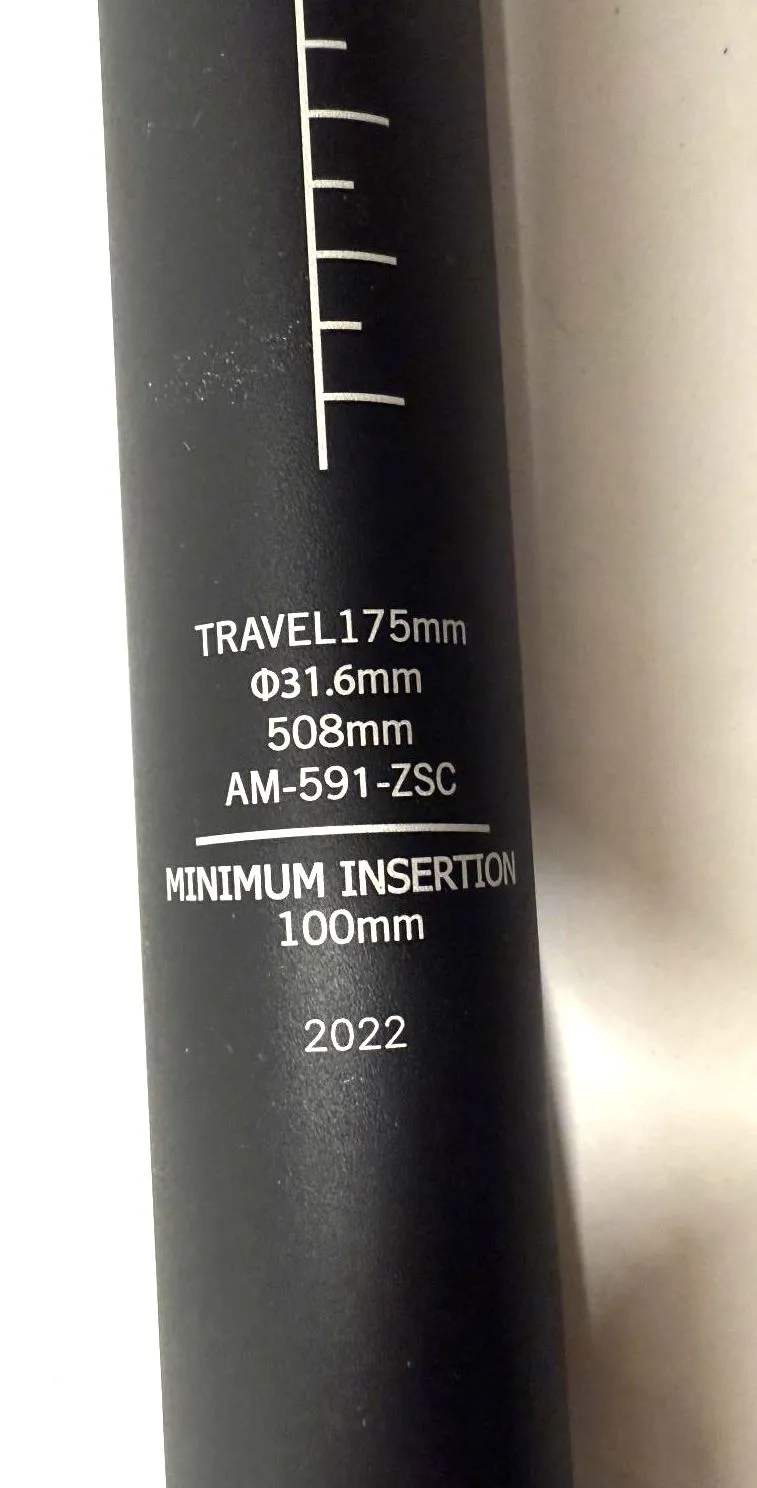 TRAVEL175mm
Φ31.6mm
508mm
AM-591-ZSC
MINIMUM INSERTION
100mm
2022